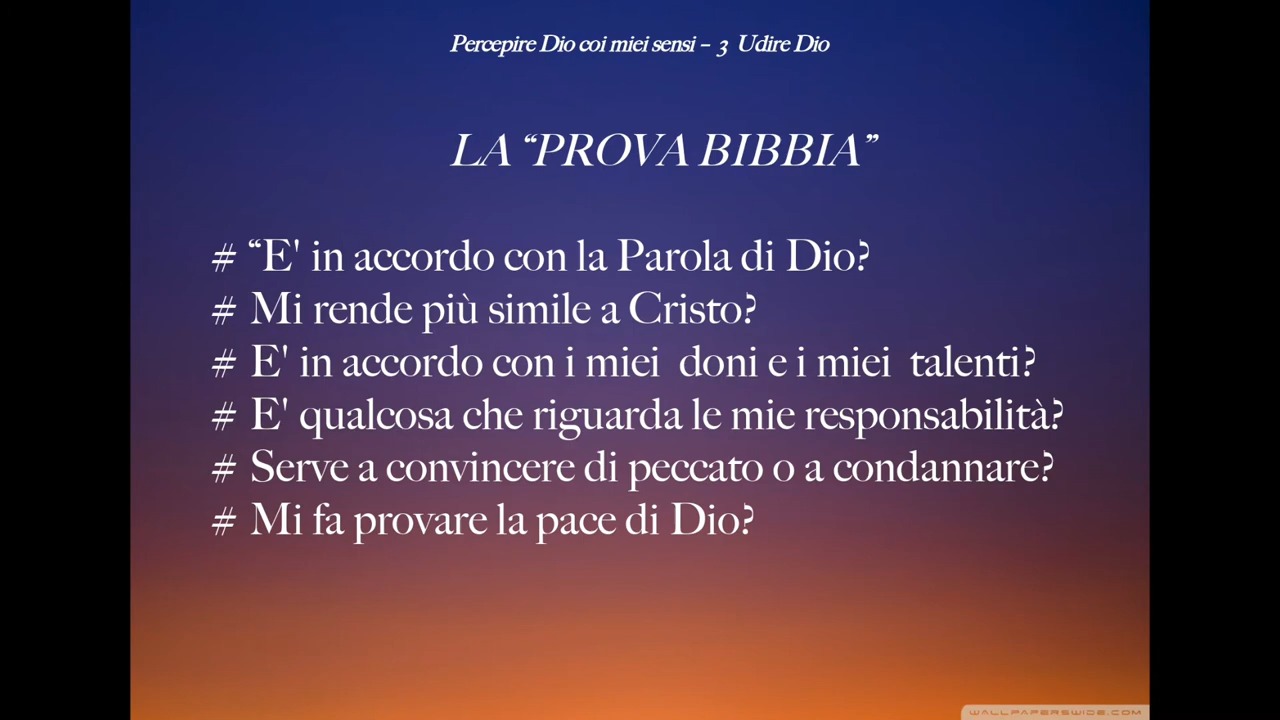 Percepire Dio coi miei sensi – 3 Udire Dio
LA “PROVA BIBBIA”
# “E' in accordo con la Parola di Dio?
# Mi rende più simile a Cristo?
# E' in accordo con i miei doni e i miei talenti?
# E' qualcosa che riguarda le mie responsabilità?
# Serve a convincere di peccato o a condannare?
# Mi fa provare la pace di Dio?
WALLPAPERSWIDE.COM